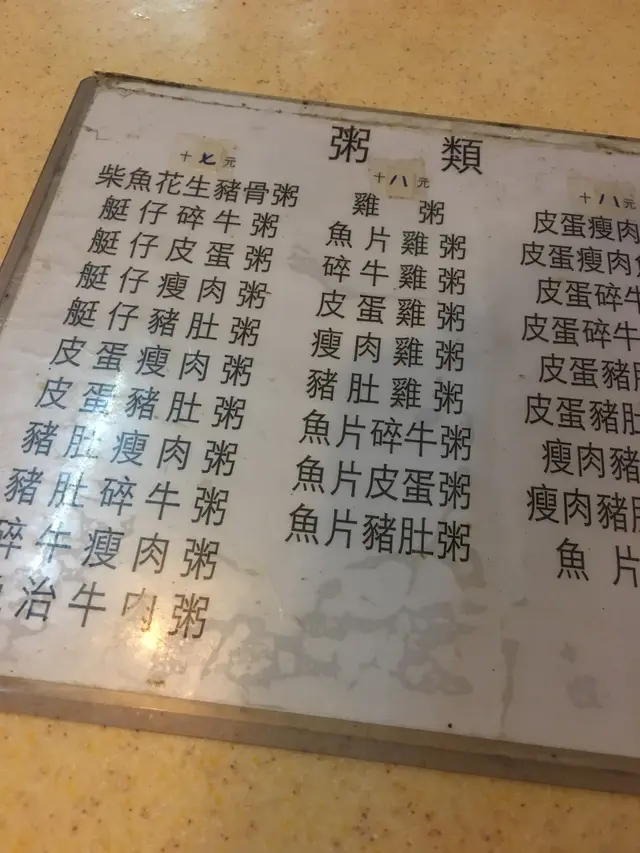 粥 類
十七元
柴魚花生豬骨粥
艇仔碎牛粥
艇仔皮蛋粥
艇仔瘦肉粥
艇仔豬肚粥
皮蛋瘦肉粥
皮蛋豬肚粥
豬肚瘦肉粥
豬肚碎牛粥
碎牛瘦肉粥
治牛肉粥
十八元
雞 粥
魚片雞粥
碎牛雞粥
皮蛋雞粥
瘦肉雞粥
豬肚雞粥
魚片碎牛粥
魚片皮蛋粥
魚片豬肚粥
十八元
皮蛋瘦肉
皮蛋瘦肉
皮蛋碎牛
皮蛋碎牛
皮蛋豬肚
皮蛋豬肚
瘦肉豬
瘦肉豬肚
魚 片